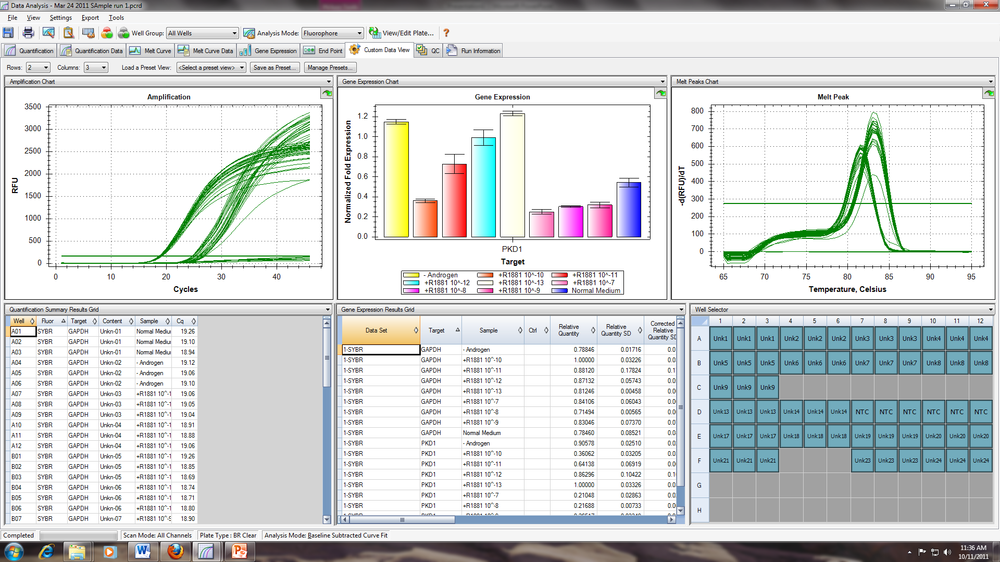 Data Analysis - Mar 24 2011 SAmple run 1.pcrd
File View Settings Export Tools
Well Group: All Wells Analysis Mode: Fluorophore View/Edit Plate... ?
Quantification Quantification Data Melt Curve Melt Curve Data Gene Expression End Point Custom Data View QC Run Information
Rows: 2 Columns: 3 Load a Preset View: <Select a preset view> Save as Preset... Manage Presets...
Amplification Chart
Amplification
3500
3000
2500
2000
1500
1000
500
0
RFU
0 10 20 30 40
Cycles
Gene Expression Chart
Gene Expression
1.2
1.0
0.8
0.6
0.4
0.2
0.0
Normalized Fold Expression
PKD1
Target
- Androgen +R1881 10^-10 +R1881 10^-11
+R1881 10^-12 +R1881 10^-13 +R1881 10^-7
+R1881 10^-8 +R1881 10^-9 Normal Medium
Melt Peaks Chart
Melt Peak
800
700
600
500
400
300
200
100
0
-d(RFU)/dT
65 70 75 80 85 90 95
Temperature, Celsius
Quantification Summary Results Grid
Well Fluor Target Content Sample Cq
A01 SYBR GAPDH Unkn-01 Normal Mediu 19.26
A02 SYBR GAPDH Unkn-01 Normal Mediu 19.10
A03 SYBR GAPDH Unkn-01 Normal Mediu 18.94
A04 SYBR GAPDH Unkn-02 - Androgen 19.12
A05 SYBR GAPDH Unkn-02 - Androgen 19.06
A06 SYBR GAPDH Unkn-02 - Androgen 19.10
A07 SYBR GAPDH Unkn-03 +R1881 10^-1 19.06
A08 SYBR GAPDH Unkn-03 +R1881 10^-1 19.05
A09 SYBR GAPDH Unkn-03 +R1881 10^-1 19.04
A10 SYBR GAPDH Unkn-04 +R1881 10^-1 18.91
A11 SYBR GAPDH Unkn-04 +R1881 10^-1 18.88
A12 SYBR GAPDH Unkn-04 +R1881 10^-1 19.06
B01 SYBR GAPDH Unkn-05 +R1881 10^-1 19.26
B02 SYBR GAPDH Unkn-05 +R1881 10^-1 18.85
B03 SYBR GAPDH Unkn-05 +R1881 10^-1 18.69
B04 SYBR GAPDH Unkn-06 +R1881 10^-1 18.74
B05 SYBR GAPDH Unkn-06 +R1881 10^-1 18.71
B06 SYBR GAPDH Unkn-06 +R1881 10^-1 18.80
B07 SYBR GAPDH Unkn-07 +R1881 10^-9 18.90
Gene Expression Results Grid
Data Set Target Sample Ctrl Relative Quantity Relative Quantity SD Corrected Relative Quantity SD
1-SYBR GAPDH - Androgen 0.78846 0.01716 0.0
1-SYBR GAPDH +R1881 10^-10 1.00000 0.03226 0.0
1-SYBR GAPDH +R1881 10^-11 0.88120 0.17824 0.1
1-SYBR GAPDH +R1881 10^-12 0.87132 0.05743 0.0
1-SYBR GAPDH +R1881 10^-13 0.81246 0.00458 0.0
1-SYBR GAPDH +R1881 10^-7 0.84106 0.06043 0.0
1-SYBR GAPDH +R1881 10^-8 0.71494 0.00565 0.0
1-SYBR GAPDH +R1881 10^-9 0.83046 0.07370 0.0
1-SYBR GAPDH Normal Medium 0.78460 0.08521 0.0
1-SYBR PKD1 - Androgen 0.90578 0.02510 0.0
1-SYBR PKD1 +R1881 10^-10 0.36062 0.03205 0.0
1-SYBR PKD1 +R1881 10^-11 0.64138 0.06919 0.0
1-SYBR PKD1 +R1881 10^-12 0.86296 0.10422 0.1
1-SYBR PKD1 +R1881 10^-13 1.00000 0.03326 0.0
1-SYBR PKD1 +R1881 10^-7 0.21048 0.02863 0.0
1-SYBR PKD1 +R1881 10^-8 0.21688 0.00733 0.0
Well Selector
1 2 3 4 5 6 7 8 9 10 11 12
A Unk1 Unk1 Unk1 Unk2 Unk2 Unk2 Unk3 Unk3 Unk3 Unk4 Unk4 Unk4
B Unk5 Unk5 Unk5 Unk6 Unk6 Unk6 Unk7 Unk7 Unk7 Unk8 Unk8 Unk8
C Unk9 Unk9 Unk9
D Unk13 Unk13 Unk13 Unk14 Unk14 Unk14 NTC NTC NTC NTC NTC NTC
E Unk17 Unk17 Unk17 Unk18 Unk18 Unk18 Unk19 Unk19 Unk19 Unk20 Unk20 Unk20
F Unk21 Unk21 Unk21 Unk23 Unk23 Unk23 Unk24 Unk24 Unk24
G
H
Completed Scan Mode: All Channels Plate Type : BR Clear Analysis Mode: Baseline Subtracted Curve Fit
11:36 AM
10/11/2011